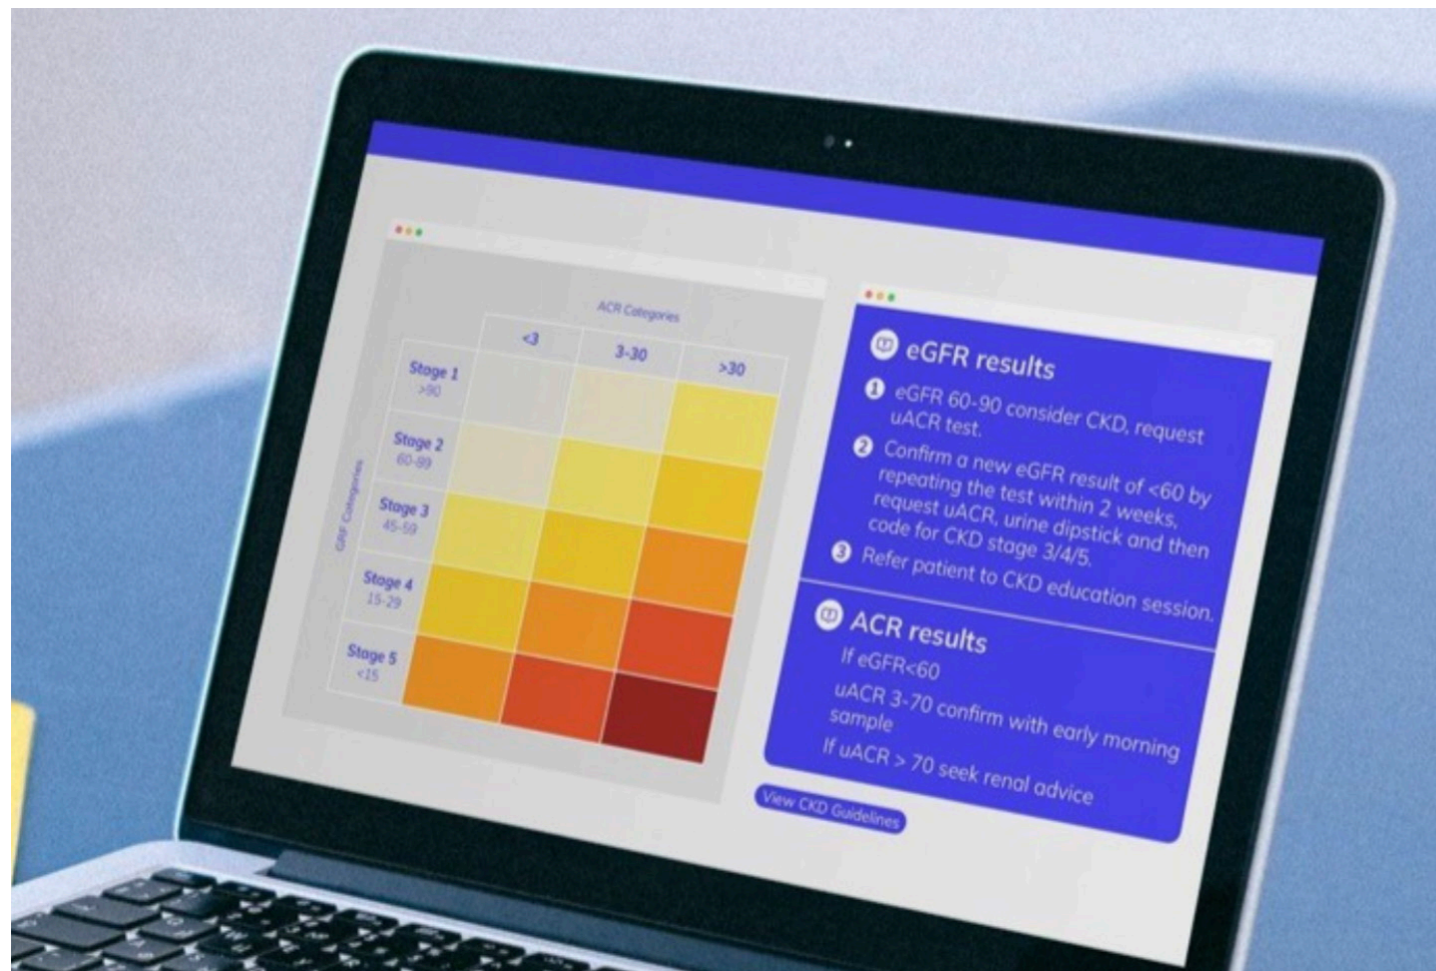 ACR Categories
<3 3-30 >30
GRF Categories
Stage 1
>90
Stage 2
60-89
Stage 3
45-59
Stage 4
15-29
Stage 5
<15
eGFR results
1 eGFR 60-90 consider CKD, request
uACR test.
2 Confirm a new eGFR result of <60 by
repeating the test within 2 weeks,
request uACR, urine dipstick and then
code for CKD stage 3/4/5.
3 Refer patient to CKD education session.
ACR results
If eGFR<60
uACR 3-70 confirm with early morning
sample
If uACR > 70 seek renal advice
View CKD Guidelines